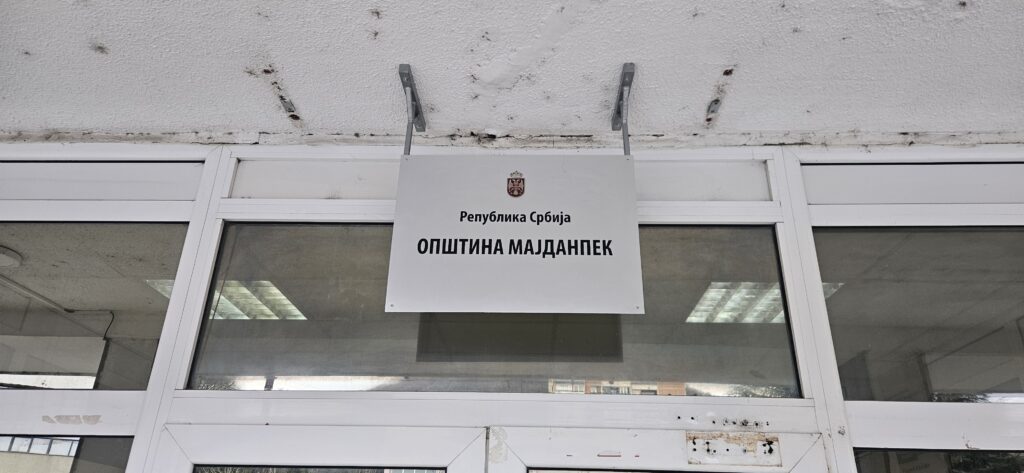 Република Србија
ОПШТИНА МАЈДАНПЕК